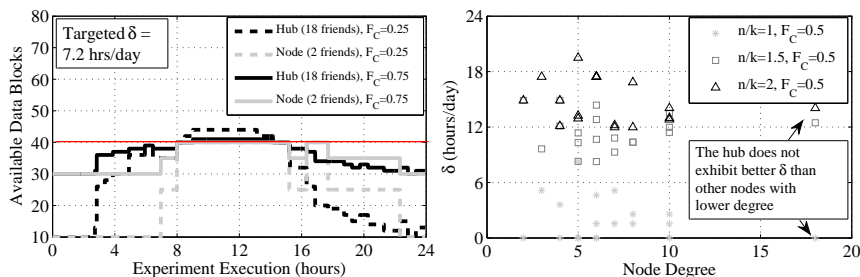 Available Data Blocks
80
70
60
50
40
30
20
10
Targeted δ =
7.2 hrs/day
Hub (18 friends), F_C=0.25
Node (2 friends), F_C=0.25
Hub (18 friends), F_C=0.75
Node (2 friends), F_C=0.75
0 4 8 12 16 20 24
Experiment Execution (hours)
δ (hours/day)
24
18
12
6
0
n/k=1, F_C=0.5
n/k=1.5, F_C=0.5
n/k=2, F_C=0.5
The hub does not
exhibit better δ than
other nodes with
lower degree
0 5 10 15 20
Node Degree